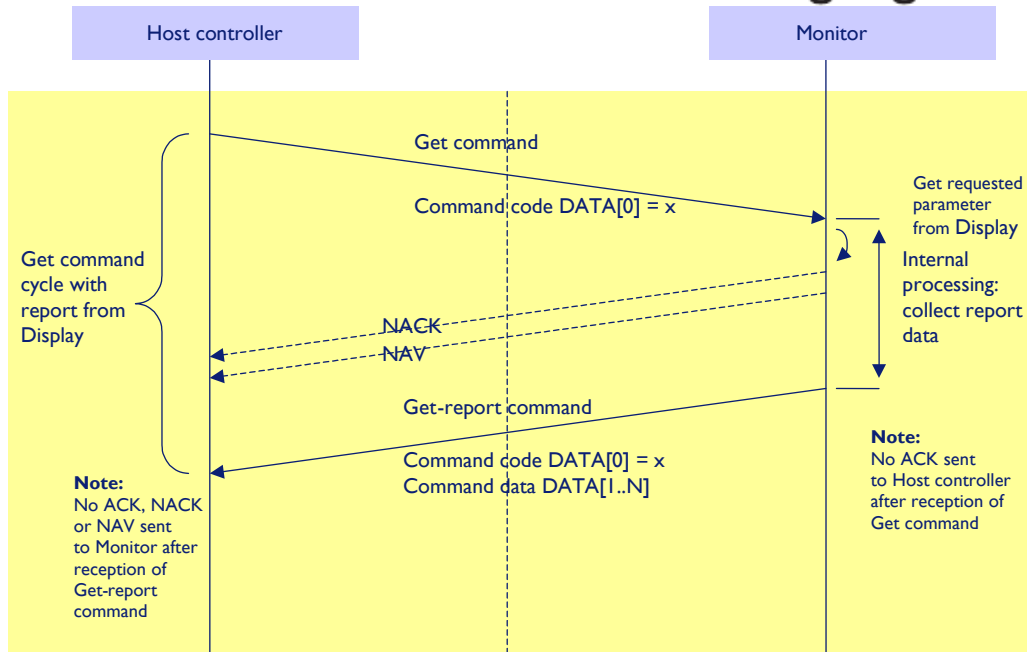 Host controller
Monitor
Get command
Command code DATA[0] = x
Get requested
parameter
from Display
Get command
cycle with
report from
Display
Internal
processing:
collect report
data
NACK
NAV
Get-report command
Command code DATA[0] = x
Command data DATA[1..N]
Note:
No ACK sent
to Host controller
after reception of
Get command
Note:
No ACK, NACK
or NAV sent
to Monitor after
reception of
Get-report
command